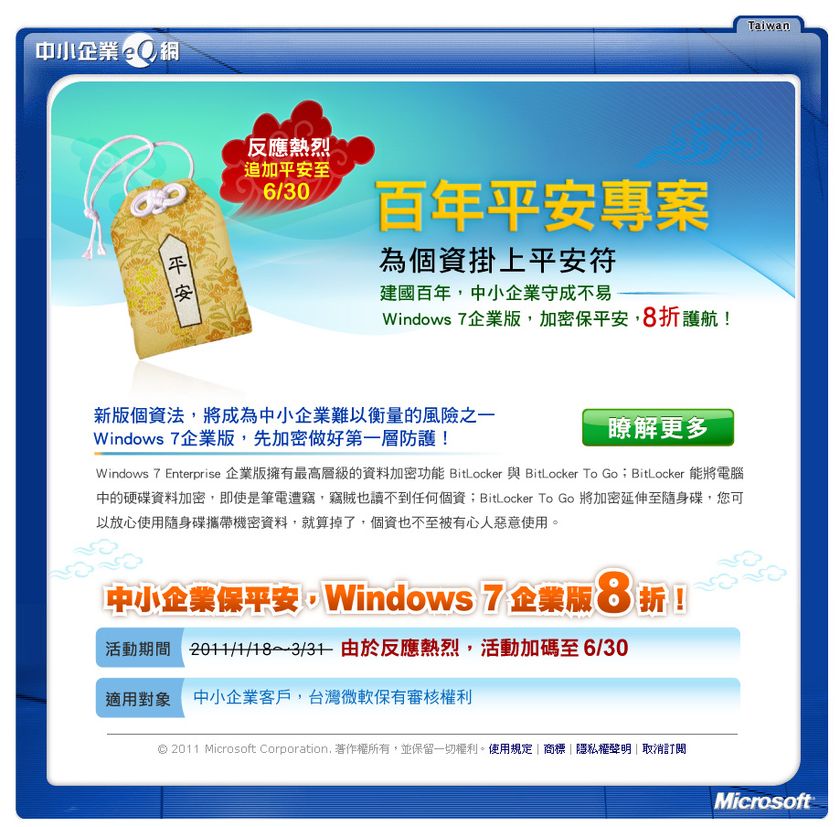 Taiwan
中小企業eQ網
反應熱烈
追加平安至
6/30
平安
百年平安專案
為個資掛上平安符
建國百年，中小企業守成不易
Windows 7企業版，加密保平安，8折護航！
新版個資法，將成為中小企業難以衡量的風險之一
Windows 7企業版，先加密做好第一層防護！
瞭解更多
Windows 7 Enterprise 企業版擁有最高層級的資料加密功能 BitLocker 與 BitLocker To Go；BitLocker 能將電腦
中的硬碟資料加密，即使是筆電遭竊，竊賊也讀不到任何個資；BitLocker To Go 將加密延伸至隨身碟，您可
以放心使用隨身碟攜帶機密資料，就算掉了，個資也不至被有心人惡意使用。
中小企業保平安，Windows 7企業版8折！
活動期間 2011/1/18～3/31 由於反應熱烈，活動加碼至 6/30
適用對象 中小企業客戶，台灣微軟保有審核權利
© 2011 Microsoft Corporation. 著作權所有，並保留一切權利。使用規定 | 商標 | 隱私權聲明 | 取消訂閱
Microsoft